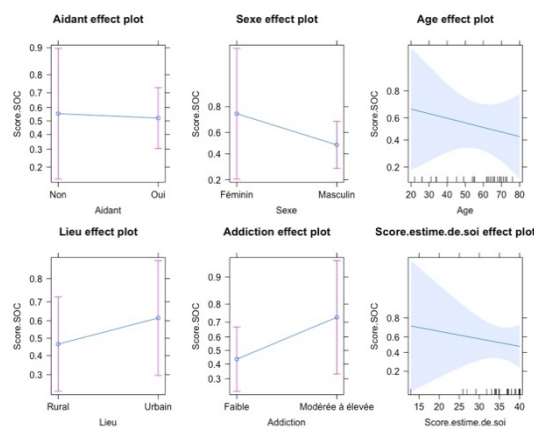 Aidant effect plot
Score.SOC
0.9
0.8
0.7
0.6
0.5
0.4
0.3
0.2
Non Oui
Aidant
Sexe effect plot
Score.SOC
0.8
0.6
0.4
0.2
Féminin Masculin
Sexe
Age effect plot
Score.SOC
0.8
0.6
0.4
0.2
20 30 40 50 60 70 80
Age
Lieu effect plot
Score.SOC
0.8
0.7
0.6
0.5
0.4
0.3
Rural Urbain
Lieu
Addiction effect plot
Score.SOC
0.9
0.8
0.7
0.6
0.5
0.4
0.3
Faible Modérée à élevée
Addiction
Score.estime.de.soi effect plot
Score.SOC
0.8
0.6
0.4
0.2
15 20 25 30 35 40
Score.estime.de.soi